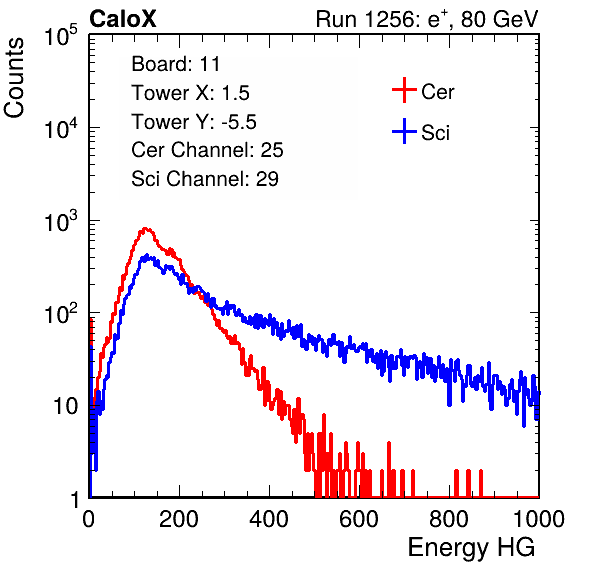 CaloX Run 1256: e⁺, 80 GeV
Counts
10⁵
10⁴
10³
10²
10
1
Board: 11
Tower X: 1.5
Tower Y: -5.5
Cer Channel: 25
Sci Channel: 29
Cer
Sci
0 200 400 600 800 1000
Energy HG